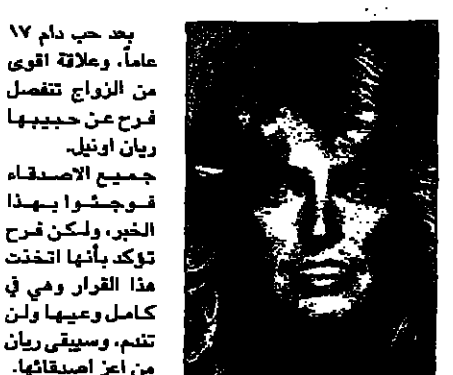 بعد حب دام ١٧
عاماً، وعلاقة اقوى
من الزواج تنفصل
فرح عن حبيبها
ريان اونيل.
جميع الاصدقاء
فوجئوا بهذا
الخبر، ولكن فرح
تؤكد بأنها اتخذت
هذا القرار وهي في
كامل وعيها ولن
تندم، وسيبقى ريان
من اعز اصدقائها.